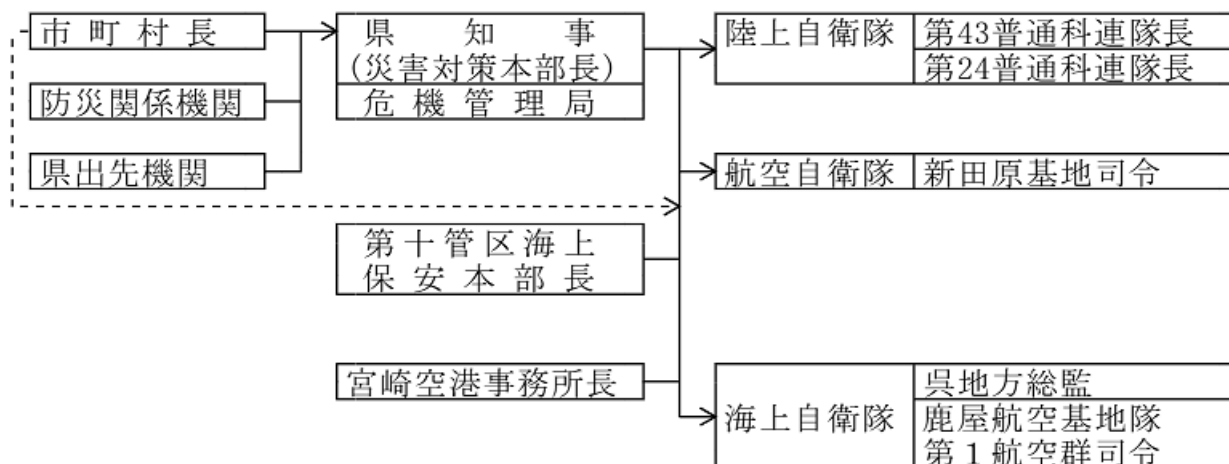 市町村長
防災関係機関
県出先機関
県知事
(災害対策本部長)
危機管理局
第十管区海上
保安本部長
宮崎空港事務所長
陸上自衛隊
第43普通科連隊長
第24普通科連隊長
航空自衛隊
新田原基地司令
海上自衛隊
呉地方総監
鹿屋航空基地隊
第1航空群司令